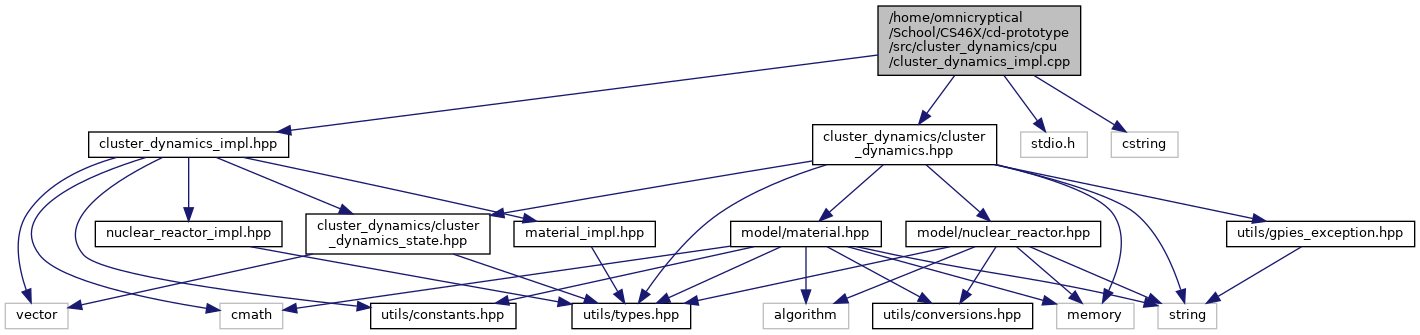 /home/omnicryptical
/School/CS46X/cd-prototype
/src/cluster_dynamics/cpu
/cluster_dynamics_impl.cpp
cluster_dynamics_impl.hpp
cluster_dynamics/cluster
_dynamics.hpp
stdio.h
cstring
nuclear_reactor_impl.hpp
cluster_dynamics/cluster
_dynamics_state.hpp
material_impl.hpp
model/material.hpp
model/nuclear_reactor.hpp
utils/gpies_exception.hpp
vector
cmath
utils/constants.hpp
utils/types.hpp
algorithm
utils/conversions.hpp
memory
string